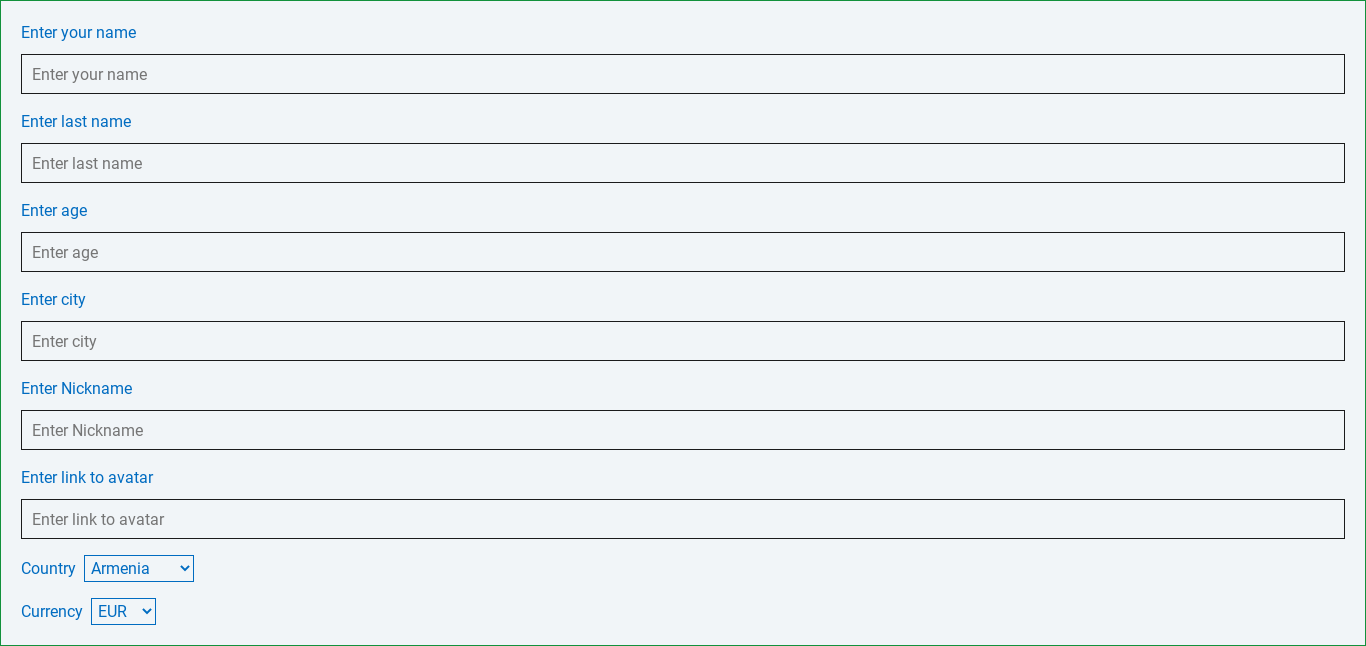 Enter your name
Enter your name
Enter last name
Enter last name
Enter age
Enter age
Enter city
Enter city
Enter Nickname
Enter Nickname
Enter link to avatar
Enter link to avatar
Country Armenia
Currency EUR